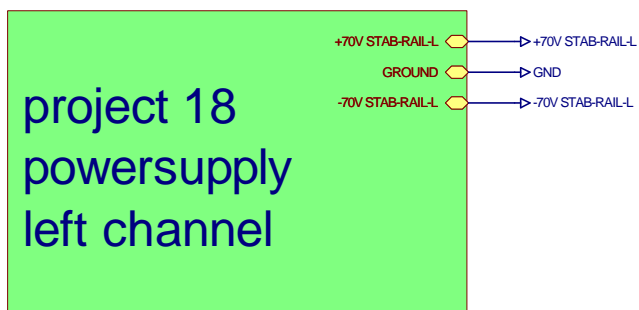 +70V STAB-RAIL-L +70V STAB-RAIL-L
GROUND GND
-70V STAB-RAIL-L -70V STAB-RAIL-L
project 18
powersupply
left channel